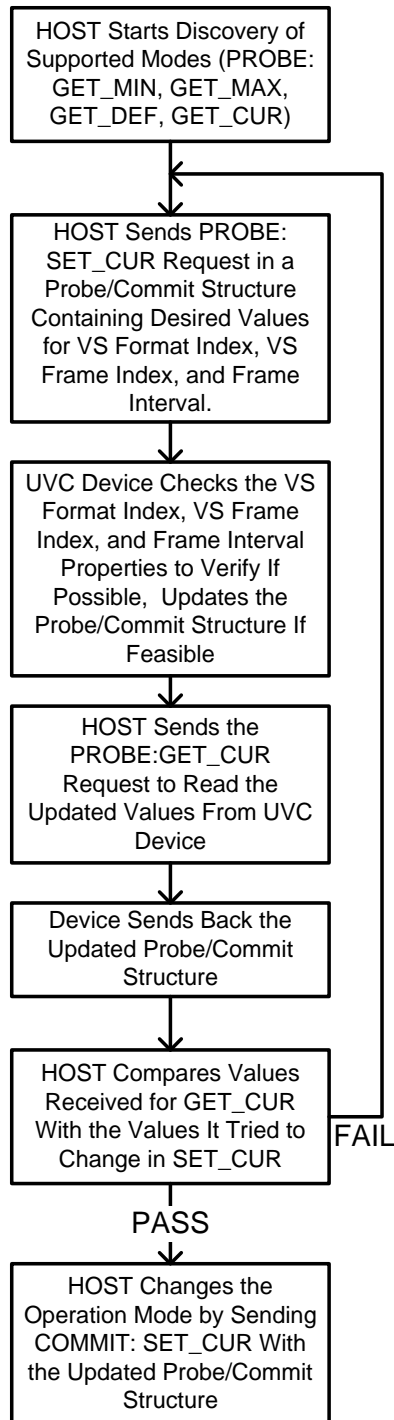 HOST Starts Discovery of
Supported Modes (PROBE:
GET_MIN, GET_MAX,
GET_DEF, GET_CUR)
HOST Sends PROBE:
SET_CUR Request in a
Probe/Commit Structure
Containing Desired Values
for VS Format Index, VS
Frame Index, and Frame
Interval.
UVC Device Checks the VS
Format Index, VS Frame
Index, and Frame Interval
Properties to Verify If
Possible, Updates the
Probe/Commit Structure If
Feasible
HOST Sends the
PROBE:GET_CUR
Request to Read the
Updated Values From UVC
Device
Device Sends Back the
Updated Probe/Commit
Structure
HOST Compares Values
Received for GET_CUR
With the Values It Tried to
Change in SET_CUR
FAIL
PASS
HOST Changes the
Operation Mode by Sending
COMMIT: SET_CUR With
the Updated Probe/Commit
Structure